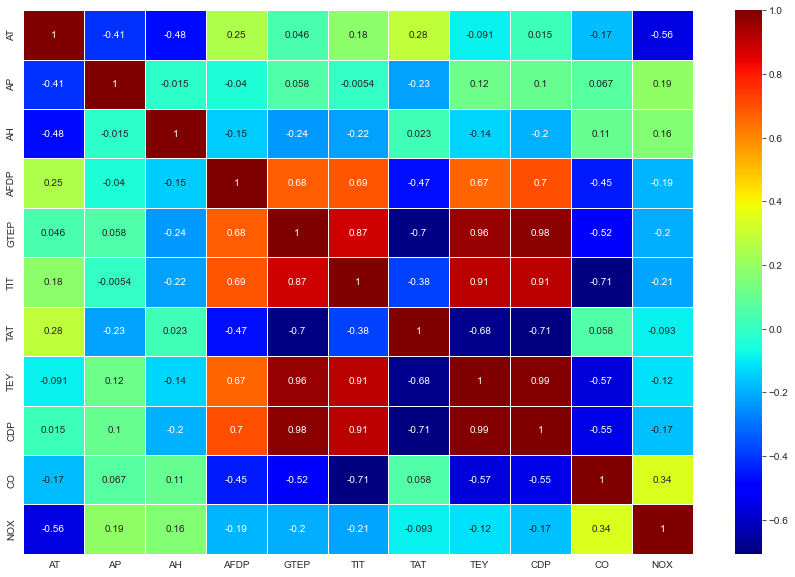 AT 1 -0.41 -0.48 0.25 0.046 0.18 0.28 -0.091 0.015 -0.17 -0.56
AP -0.41 1 -0.015 -0.04 0.058 -0.0054 -0.23 0.12 0.1 0.067 0.19
AH -0.48 -0.015 1 -0.15 -0.24 -0.22 0.023 -0.14 -0.2 0.11 0.16
AFDP 0.25 -0.04 -0.15 1 0.68 0.69 -0.47 0.67 0.7 -0.45 -0.19
GTEP 0.046 0.058 -0.24 0.68 1 0.87 -0.7 0.96 0.98 -0.52 -0.2
TIT 0.18 -0.0054 -0.22 0.69 0.87 1 -0.38 0.91 0.91 -0.71 -0.21
TAT 0.28 -0.23 0.023 -0.47 -0.7 -0.38 1 -0.68 -0.71 0.058 -0.093
TEY -0.091 0.12 -0.14 0.67 0.96 0.91 -0.68 1 0.99 -0.57 -0.12
CDP 0.015 0.1 -0.2 0.7 0.98 0.91 -0.71 0.99 1 -0.55 -0.17
CO -0.17 0.067 0.11 -0.45 -0.52 -0.71 0.058 -0.57 -0.55 1 0.34
NOX -0.56 0.19 0.16 -0.19 -0.2 -0.21 -0.093 -0.12 -0.17 0.34 1
AT AP AH AFDP GTEP TIT TAT TEY CDP CO NOX
1.0
0.8
0.6
0.4
0.2
0.0
-0.2
-0.4
-0.6